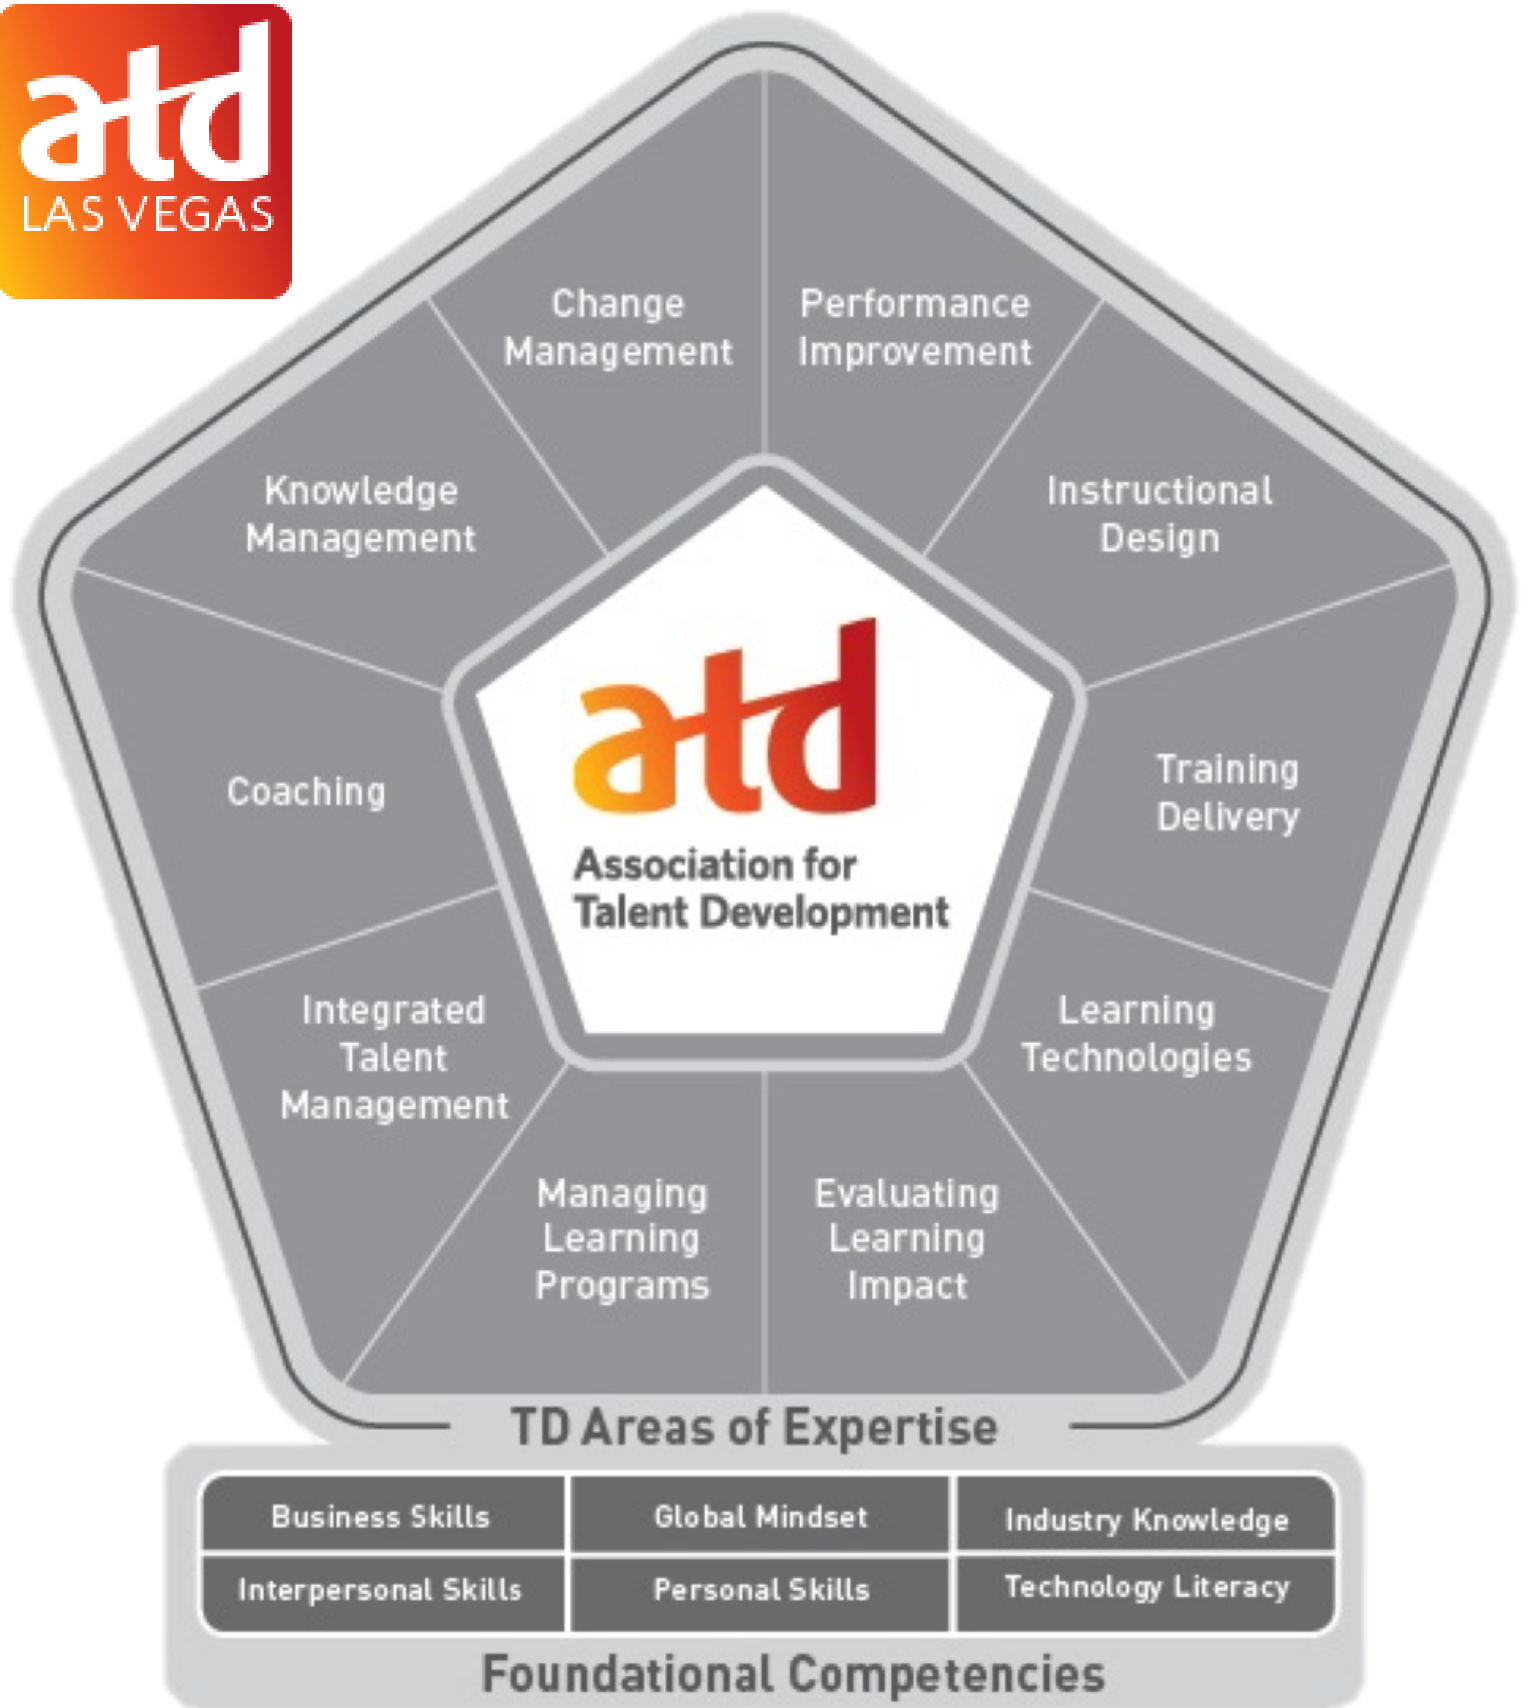 atd
LAS VEGAS
Change
Management
Performance
Improvement
Knowledge
Management
Instructional
Design
Coaching
Training
Delivery
atd
Association for
Talent Development
Integrated
Talent
Management
Learning
Technologies
Managing
Learning
Programs
Evaluating
Learning
Impact
TD Areas of Expertise
Business Skills
Global Mindset
Industry Knowledge
Interpersonal Skills
Personal Skills
Technology Literacy
Foundational Competencies